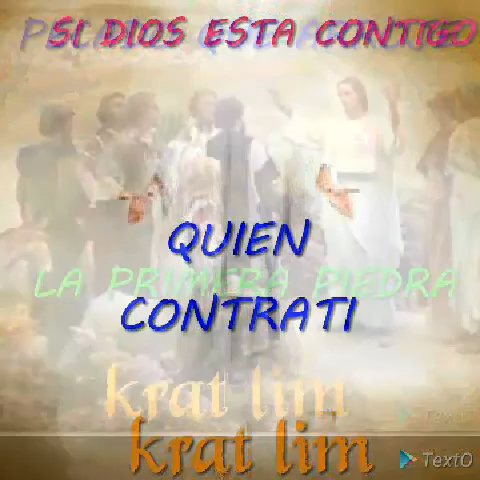 SI DIOS ESTA CONTIGO
QUIEN
LA PRIMERA PIEDRA
CONTRATI
krat lim
krat lim
TextO